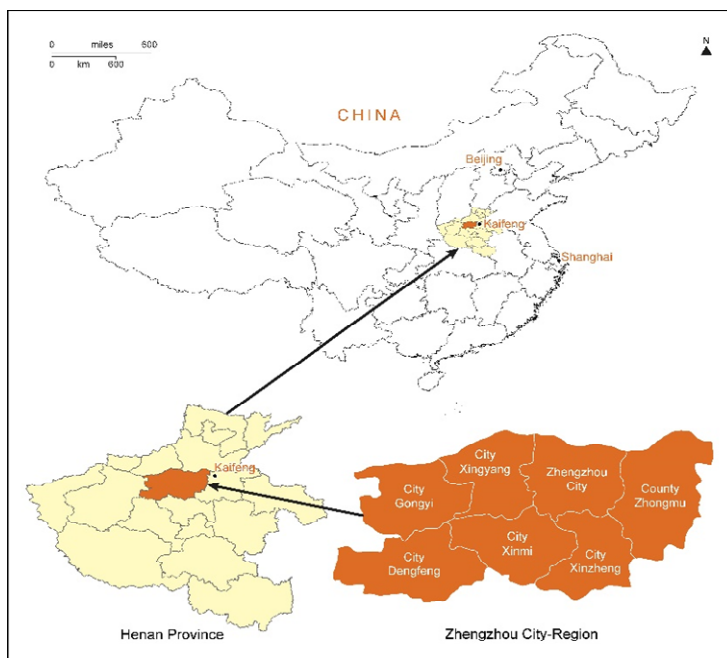 0 miles 600
0 km 600
N
CHINA
Beijing
Kaifeng
Shanghai
Kaifeng
City
Xingyang
Zhengzhou
City
County
Zhongmu
City
Gongyi
City
Dengfeng
City
Xinmi
City
Xinzheng
Henan Province
Zhengzhou City-Region